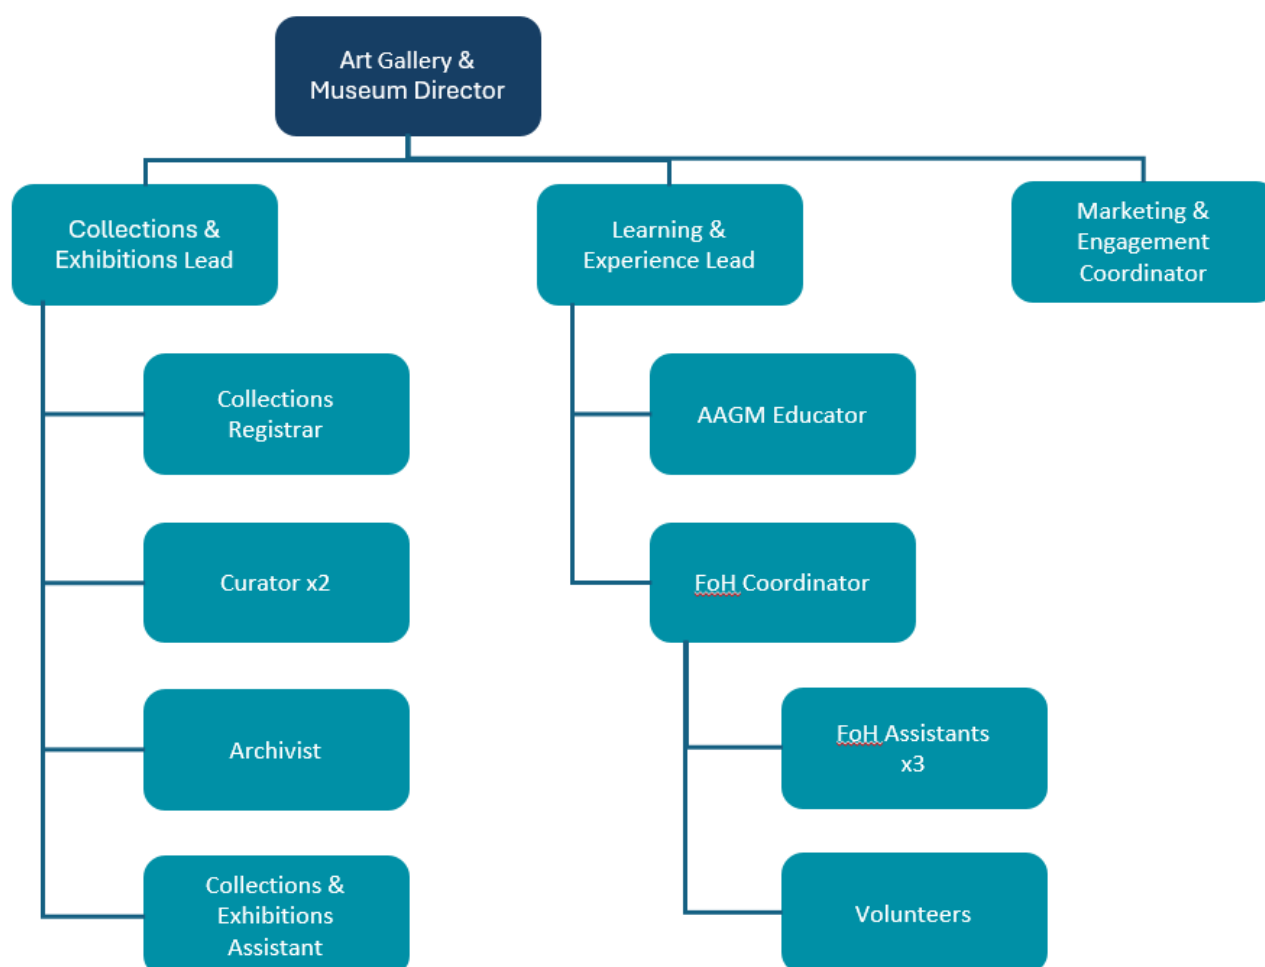 Art Gallery &
Museum Director
Collections &
Exhibitions Lead
Learning &
Experience Lead
Marketing &
Engagement
Coordinator
Collections
Registrar
AAGM Educator
Curator x2
FoH Coordinator
Archivist
FoH Assistants
x3
Collections &
Exhibitions
Assistant
Volunteers